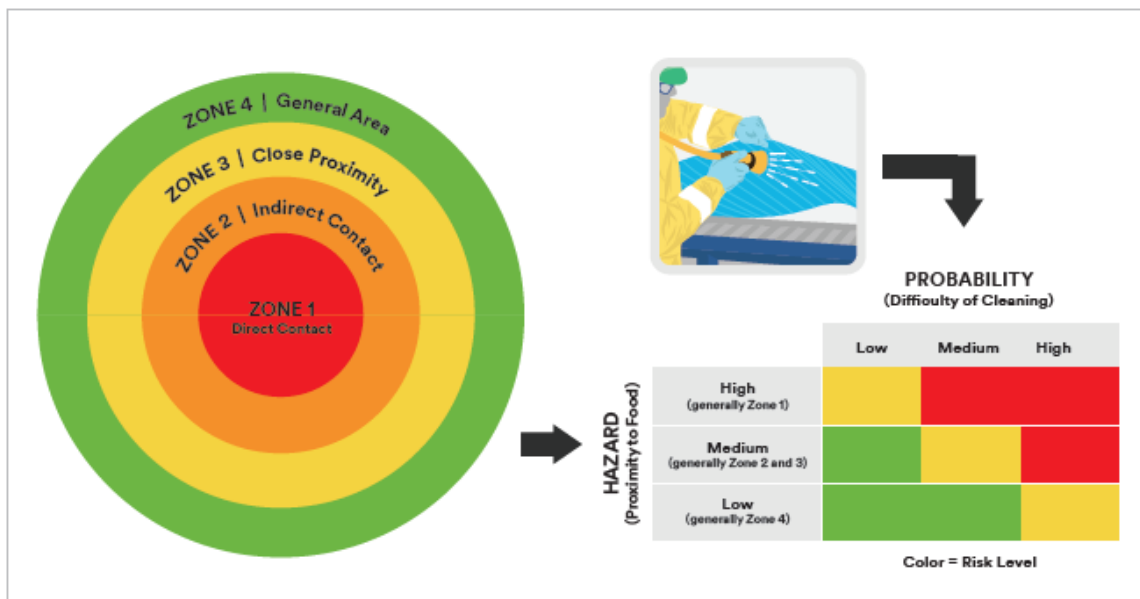 ZONE 4 | General Area
ZONE 3 | Close Proximity
ZONE 2 | Indirect Contact
ZONE 1
Direct Contact
PROBABILITY
(Difficulty of Cleaning)
Low
Medium
High
HAZARD
(Proximity to Food)
High
(generally Zone 1)
Medium
(generally Zone 2 and 3)
Low
(generally Zone 4)
Color = Risk Level